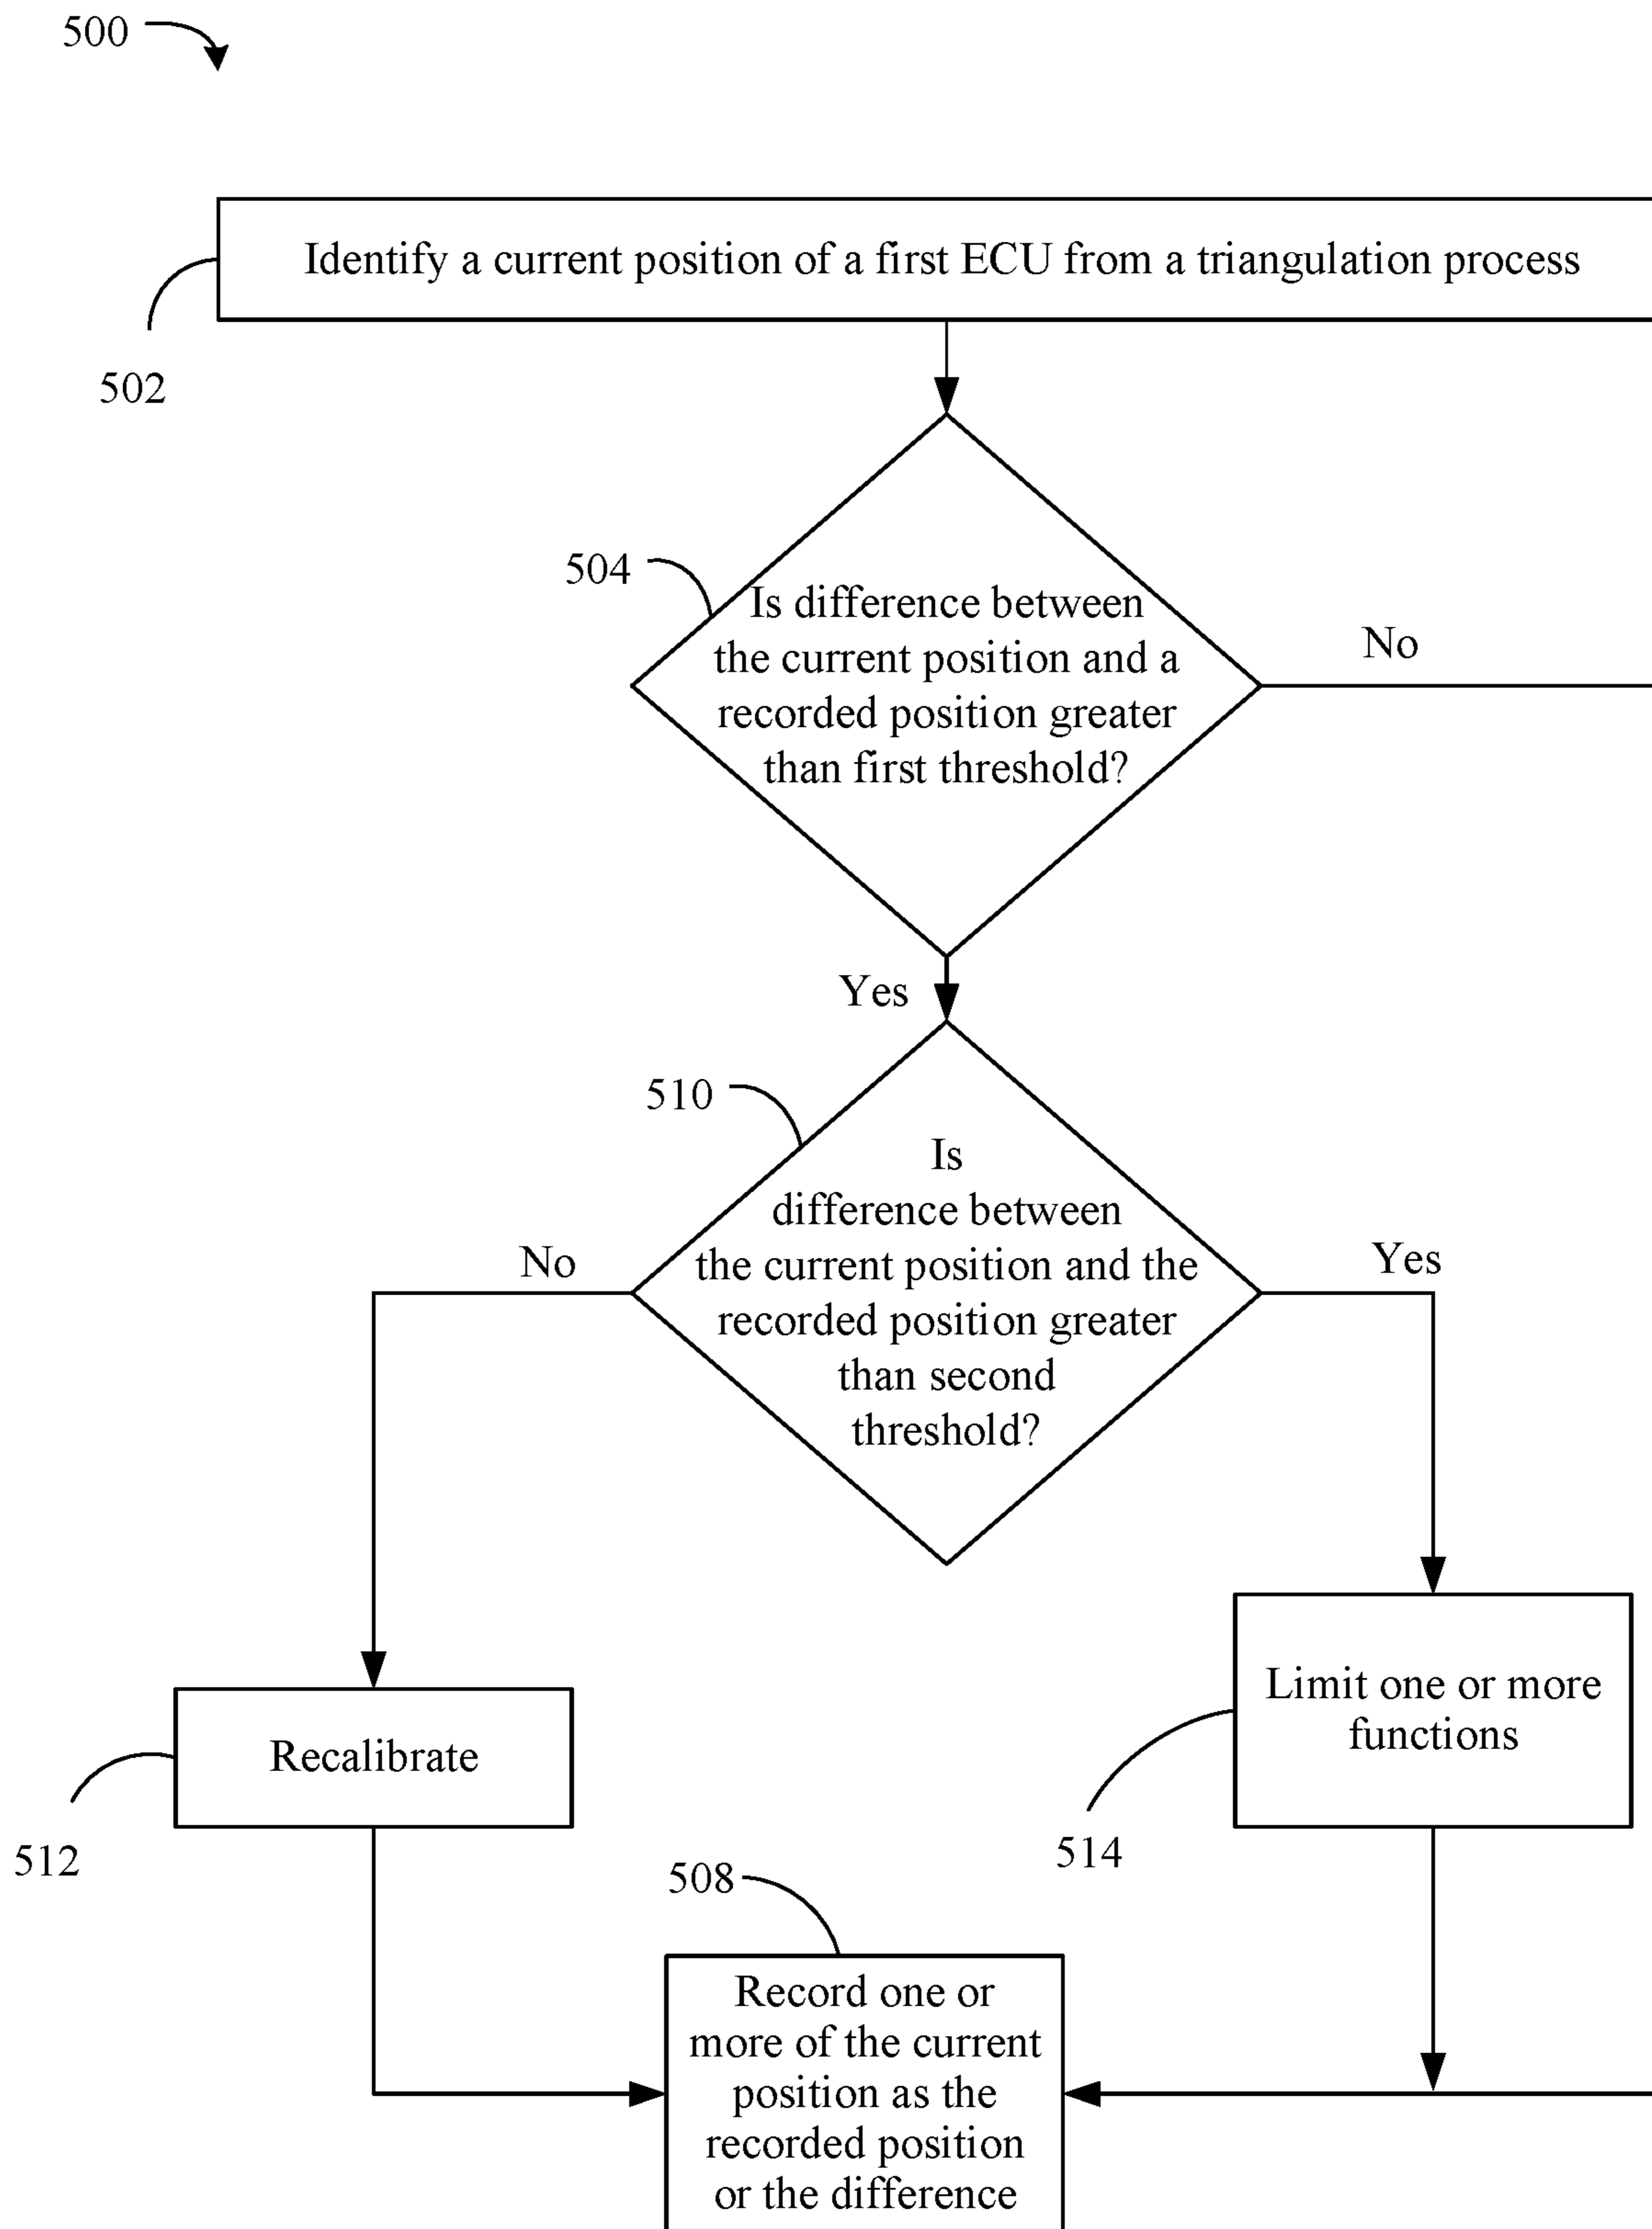 500
Identify a current position of a first ECU from a triangulation process
502
504
Is difference between
the current position and a
recorded position greater
than first threshold?
No
Yes
510
Is
difference between
the current position and the
recorded position greater
than second
threshold?
No
Yes
Limit one or more
functions
Recalibrate
512
514
508
Record one or
more of the current
position as the
recorded position
or the difference